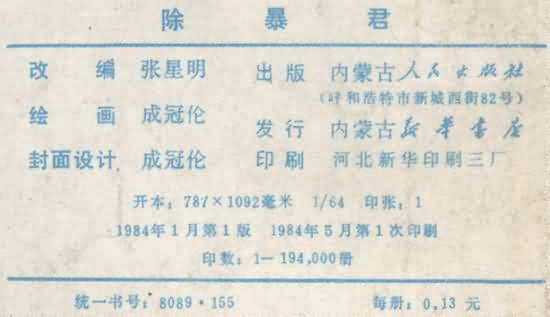 除暴君
改编 张星明 出版 内蒙古人民出版社
(呼和浩特市新城西街82号)
绘画 成冠伦 发行 内蒙古新华书店
封面设计 成冠伦 印刷 河北新华印刷三厂
开本：787×1092毫米 1/64 印张：1
1984年1月第1版 1984年5月第1次印刷
印数：1—194,000册
统一书号：8089·155 每册：0.13元